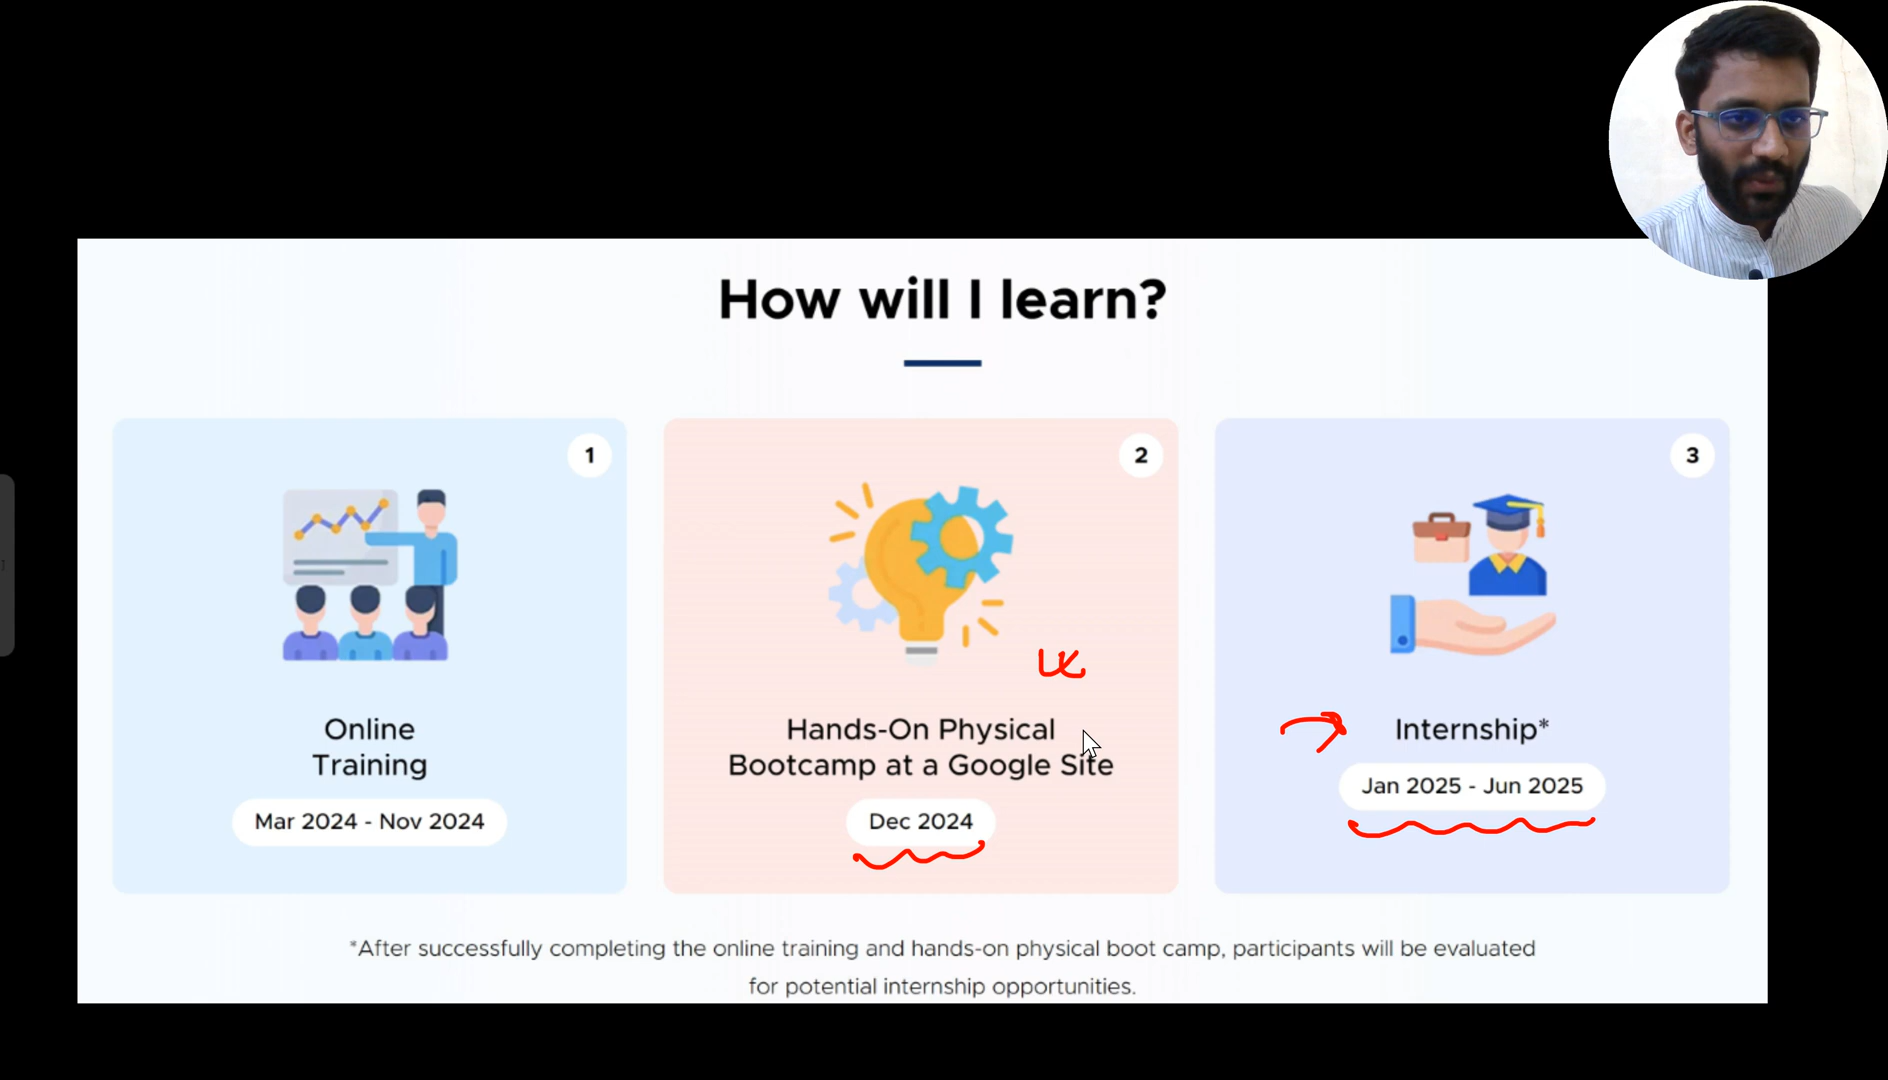 How will I learn?
1
Online
Training
Mar 2024 - Nov 2024
2
Hands-On Physical
Bootcamp at a Google Site
Dec 2024
3
Internship*
Jan 2025 - Jun 2025
*After successfully completing the online training and hands-on physical boot camp, participants will be evaluated
for potential internship opportunities.